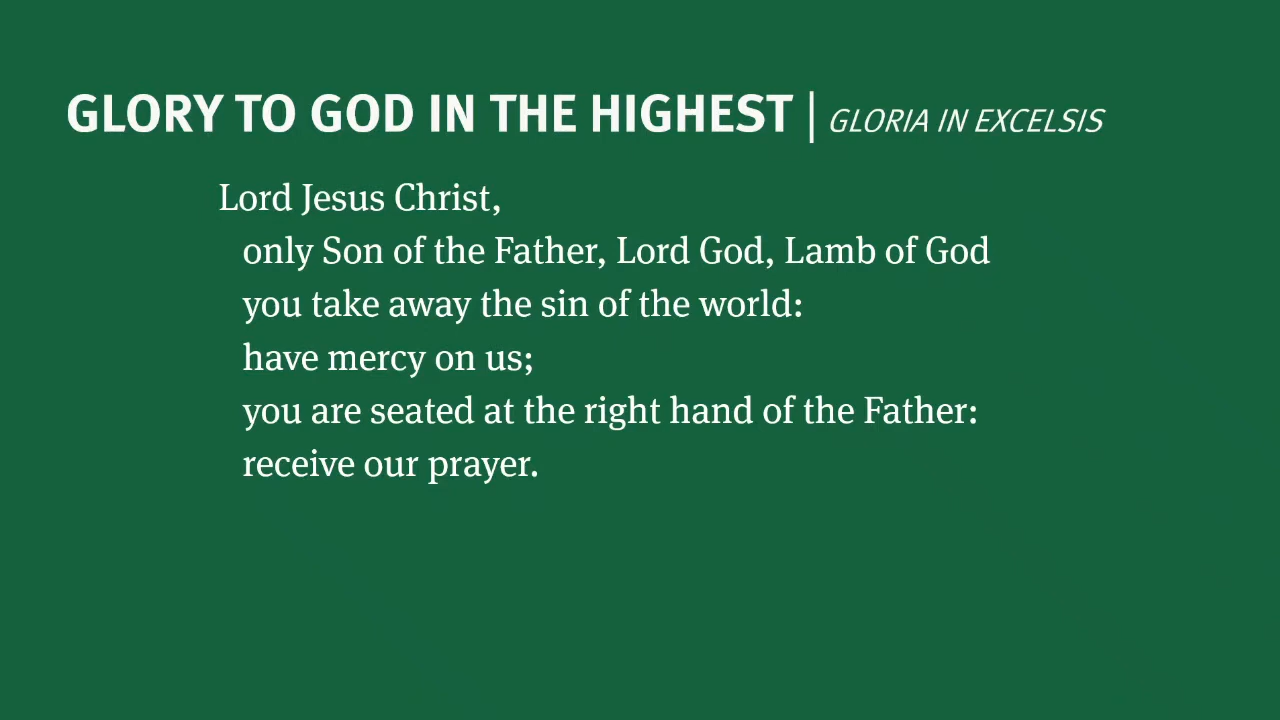 GLORY TO GOD IN THE HIGHEST | GLORIA IN EXCELSIS
Lord Jesus Christ,
only Son of the Father, Lord God, Lamb of God
you take away the sin of the world:
have mercy on us;
you are seated at the right hand of the Father:
receive our prayer.